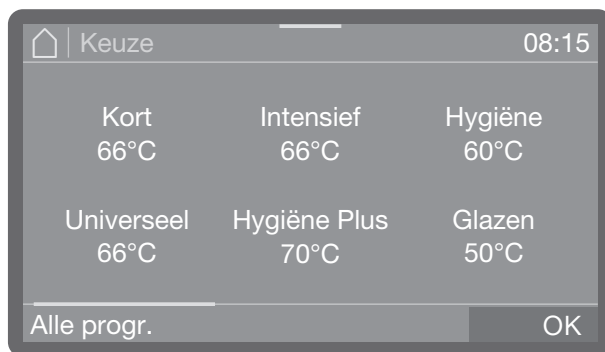 Keuze 08:15
Kort Intensief Hygiëne
66°C 66°C 60°C
Universeel Hygiëne Plus Glazen
66°C 70°C 50°C
Alle progr. OK